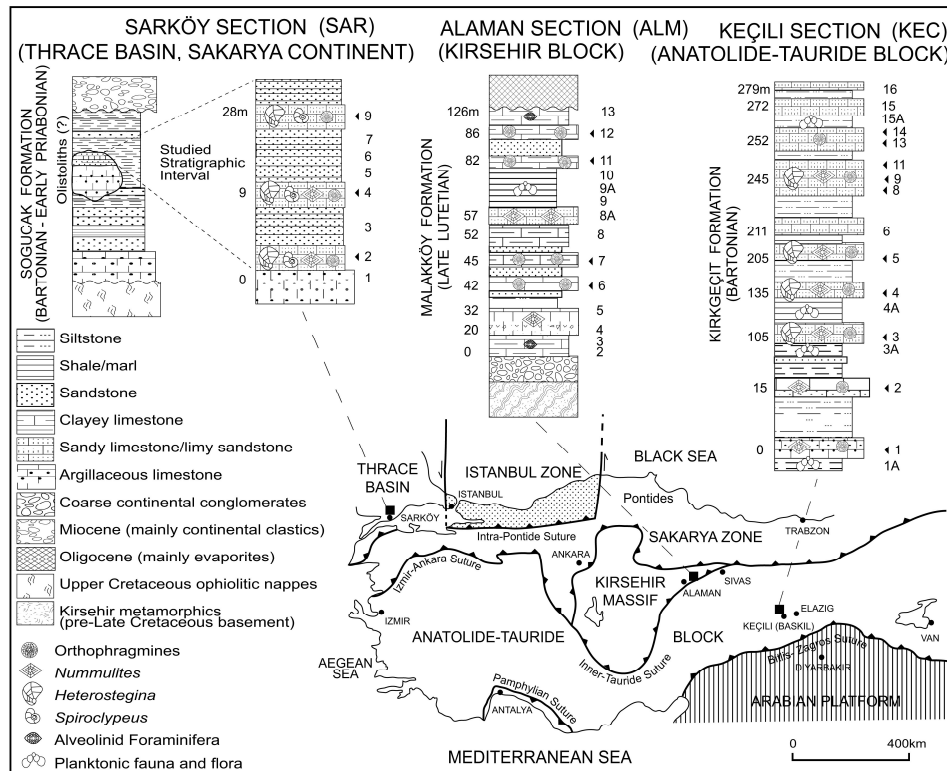 SARKÖY SECTION (SAR)
(THRACE BASIN, SAKARYA CONTINENT)
ALAMAN SECTION (ALM)
(KIRSEHIR BLOCK)
KEÇILI SECTION (KEC)
(ANATOLIDE-TAURIDE BLOCK)
SOGUCAK FORMATION
(BARTONIAN - EARLY PRIABONIAN)
Olistoliths (?)
Studied
Stratigraphic
Interval
28m
9
0
9
7
6
5
4
3
2
1
MALAKKÖY FORMATION
(LATE LUTETIAN)
126m
86
82
57
52
45
42
32
20
0
13
12
11
10
9A
9
8A
8
7
6
5
4
3
2
KIRKGEÇIT FORMATION
(BARTONIAN)
279m
272
252
245
211
205
135
105
15
0
16
15
15A
14
13
11
9
8
6
5
4
4A
3
3A
2
1
1A
Siltstone
Shale/marl
Sandstone
Clayey limestone
Sandy limestone/limy sandstone
Argillaceous limestone
Coarse continental conglomerates
Miocene (mainly continental clastics)
Oligocene (mainly evaporites)
Upper Cretaceous ophiolitic nappes
Kirsehir metamorphics
(pre-Late Cretaceous basement)
Orthophragmines
Nummulites
Heterostegina
Spiroclypeus
Alveolinid Foraminifera
Planktonic fauna and flora
THRACE
BASIN
ISTANBUL ZONE
BLACK SEA
ISTANBUL
SARKÖY
Pontides
TRABZON
Intra-Pontide Suture
SAKARYA ZONE
ANKARA
Izmir-Ankara Suture
KIRSEHIR
MASSIF
ALAMAN
SIVAS
IZMIR
ELAZIG
KEÇILI (BASKIL)
VAN
ANATOLIDE-TAURIDE
BLOCK
AEGEAN
SEA
Inner-Tauride Suture
Bitlis-Zagros Suture
DIYARBAKIR
Pamphylian Suture
ANTALYA
ARABIAN PLATFORM
MEDITERRANEAN SEA
0
400km